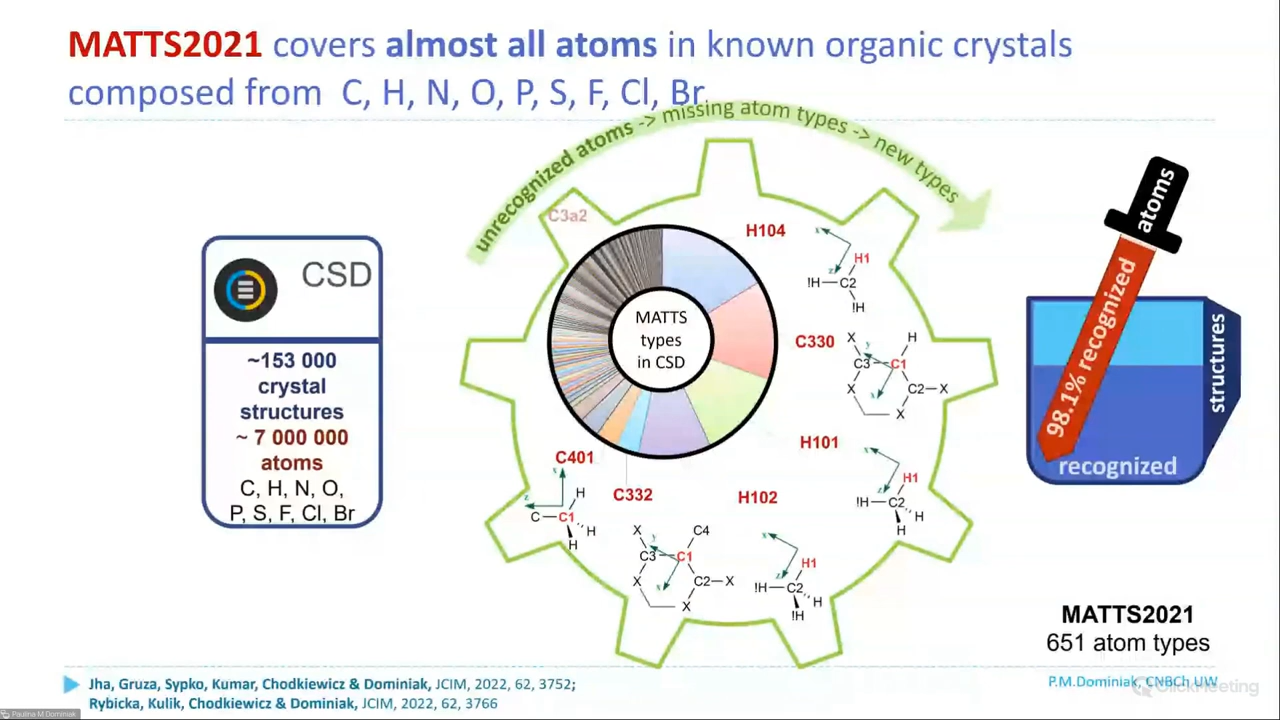 MATTS2021 covers almost all atoms in known organic crystals
composed from C, H, N, O, P, S, F, Cl, Br
unrecognized atoms -> missing atom types -> new types
CSD
~153 000
crystal
structures
~ 7 000 000
atoms
C, H, N, O,
P, S, F, Cl, Br
C3a2
MATTS
types
in CSD
H104
x
z
H1
!H C2
!H
C330
X H
y
C3 C1
x
X C2 X
X
H101
x
z
H1
!H C2
H
H
C401
x
z
H
C C1
H
H
C332
X C4
y
C3 C1
x
X C2 X
X
H102
x
z
H1
!H C2
H
!H
atoms
98.1% recognized
structures
recognized
MATTS2021
651 atom types
Jha, Gruza, Sypko, Kumar, Chodkiewicz & Dominiak, JCIM, 2022, 62, 3752;
Rybicka, Kulik, Chodkiewicz & Dominiak, JCIM, 2022, 62, 3766
P.M.Dominiak, CNBCh UW
ClickMeeting
Paulina M Dominiak